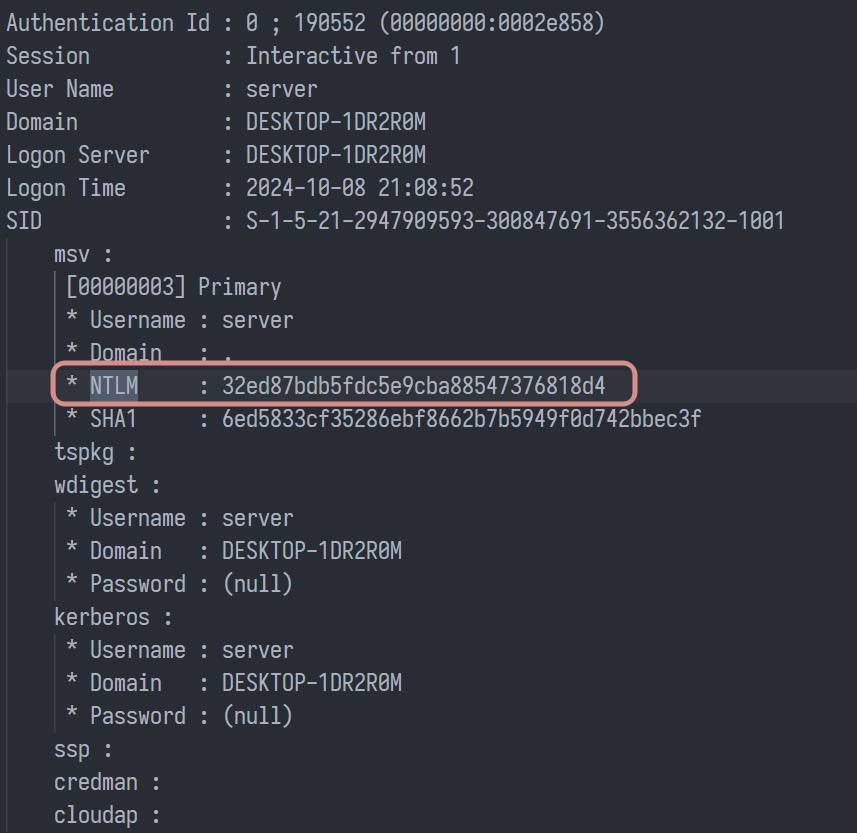 Authentication Id : 0 ; 190552 (00000000:0002e858)
Session           : Interactive from 1
User Name         : server
Domain            : DESKTOP-1DR2R0M
Logon Server      : DESKTOP-1DR2R0M
Logon Time        : 2024-10-08 21:08:52
SID               : S-1-5-21-2947909593-300847691-3556362132-1001
    msv :
     [00000003] Primary
     * Username : server
     * Domain   : .
     * NTLM     : 32ed87bdb5fdc5e9cba88547376818d4
     * SHA1     : 6ed5833cf35286ebf8662b7b5949f0d742bbec3f
    tspkg :
    wdigest :
     * Username : server
     * Domain   : DESKTOP-1DR2R0M
     * Password : (null)
    kerberos :
     * Username : server
     * Domain   : DESKTOP-1DR2R0M
     * Password : (null)
    ssp :
    credman :
    cloudap :